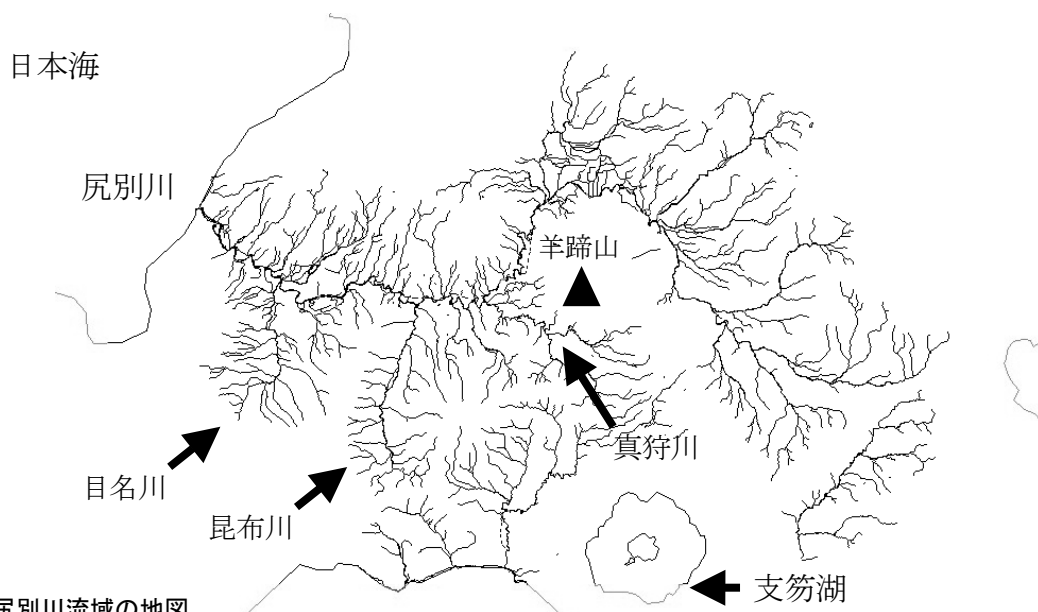 日本海
尻別川
羊蹄山
真狩川
目名川
昆布川
支笏湖
尻別川流域の地図